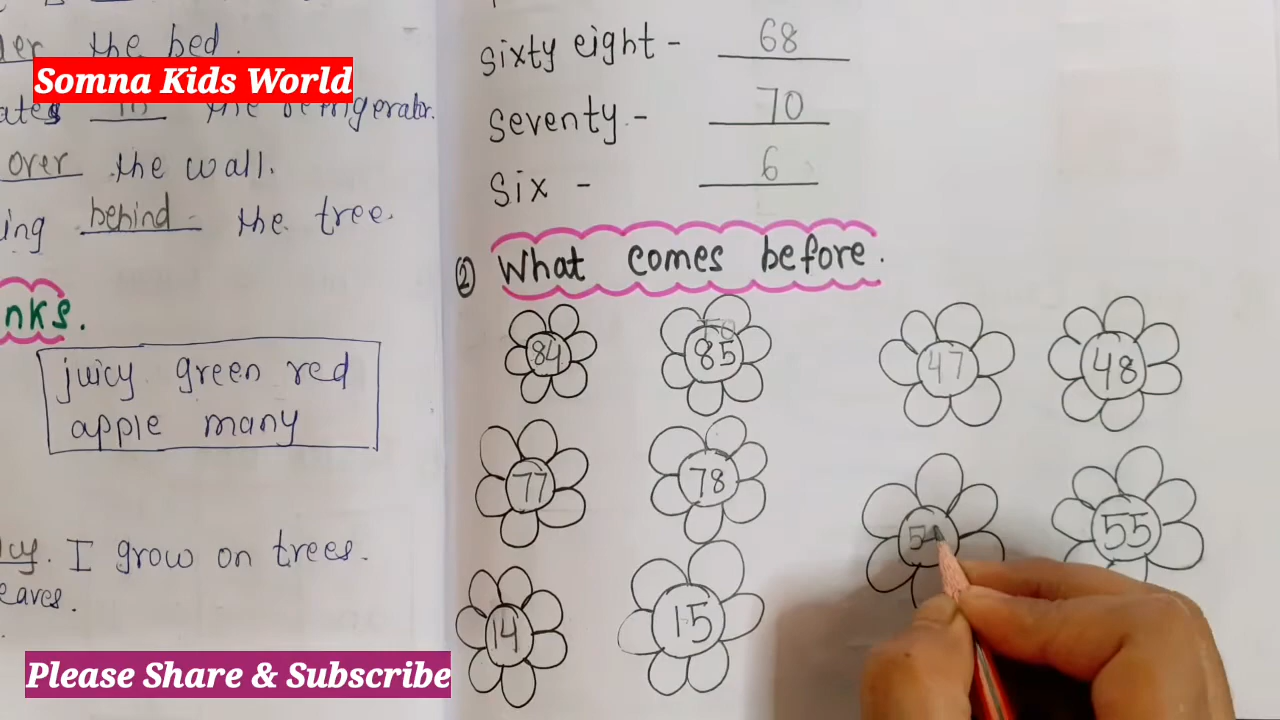 the bed.
Somna Kids World
in the refrigerator.
over the wall.
behind the tree.
juicy green red
apple many
I grow on trees.
Please Share & Subscribe
sixty eight - 68
seventy - 70
six - 6
② What comes before.
84 85 47 48
77 78 54 55
14 15